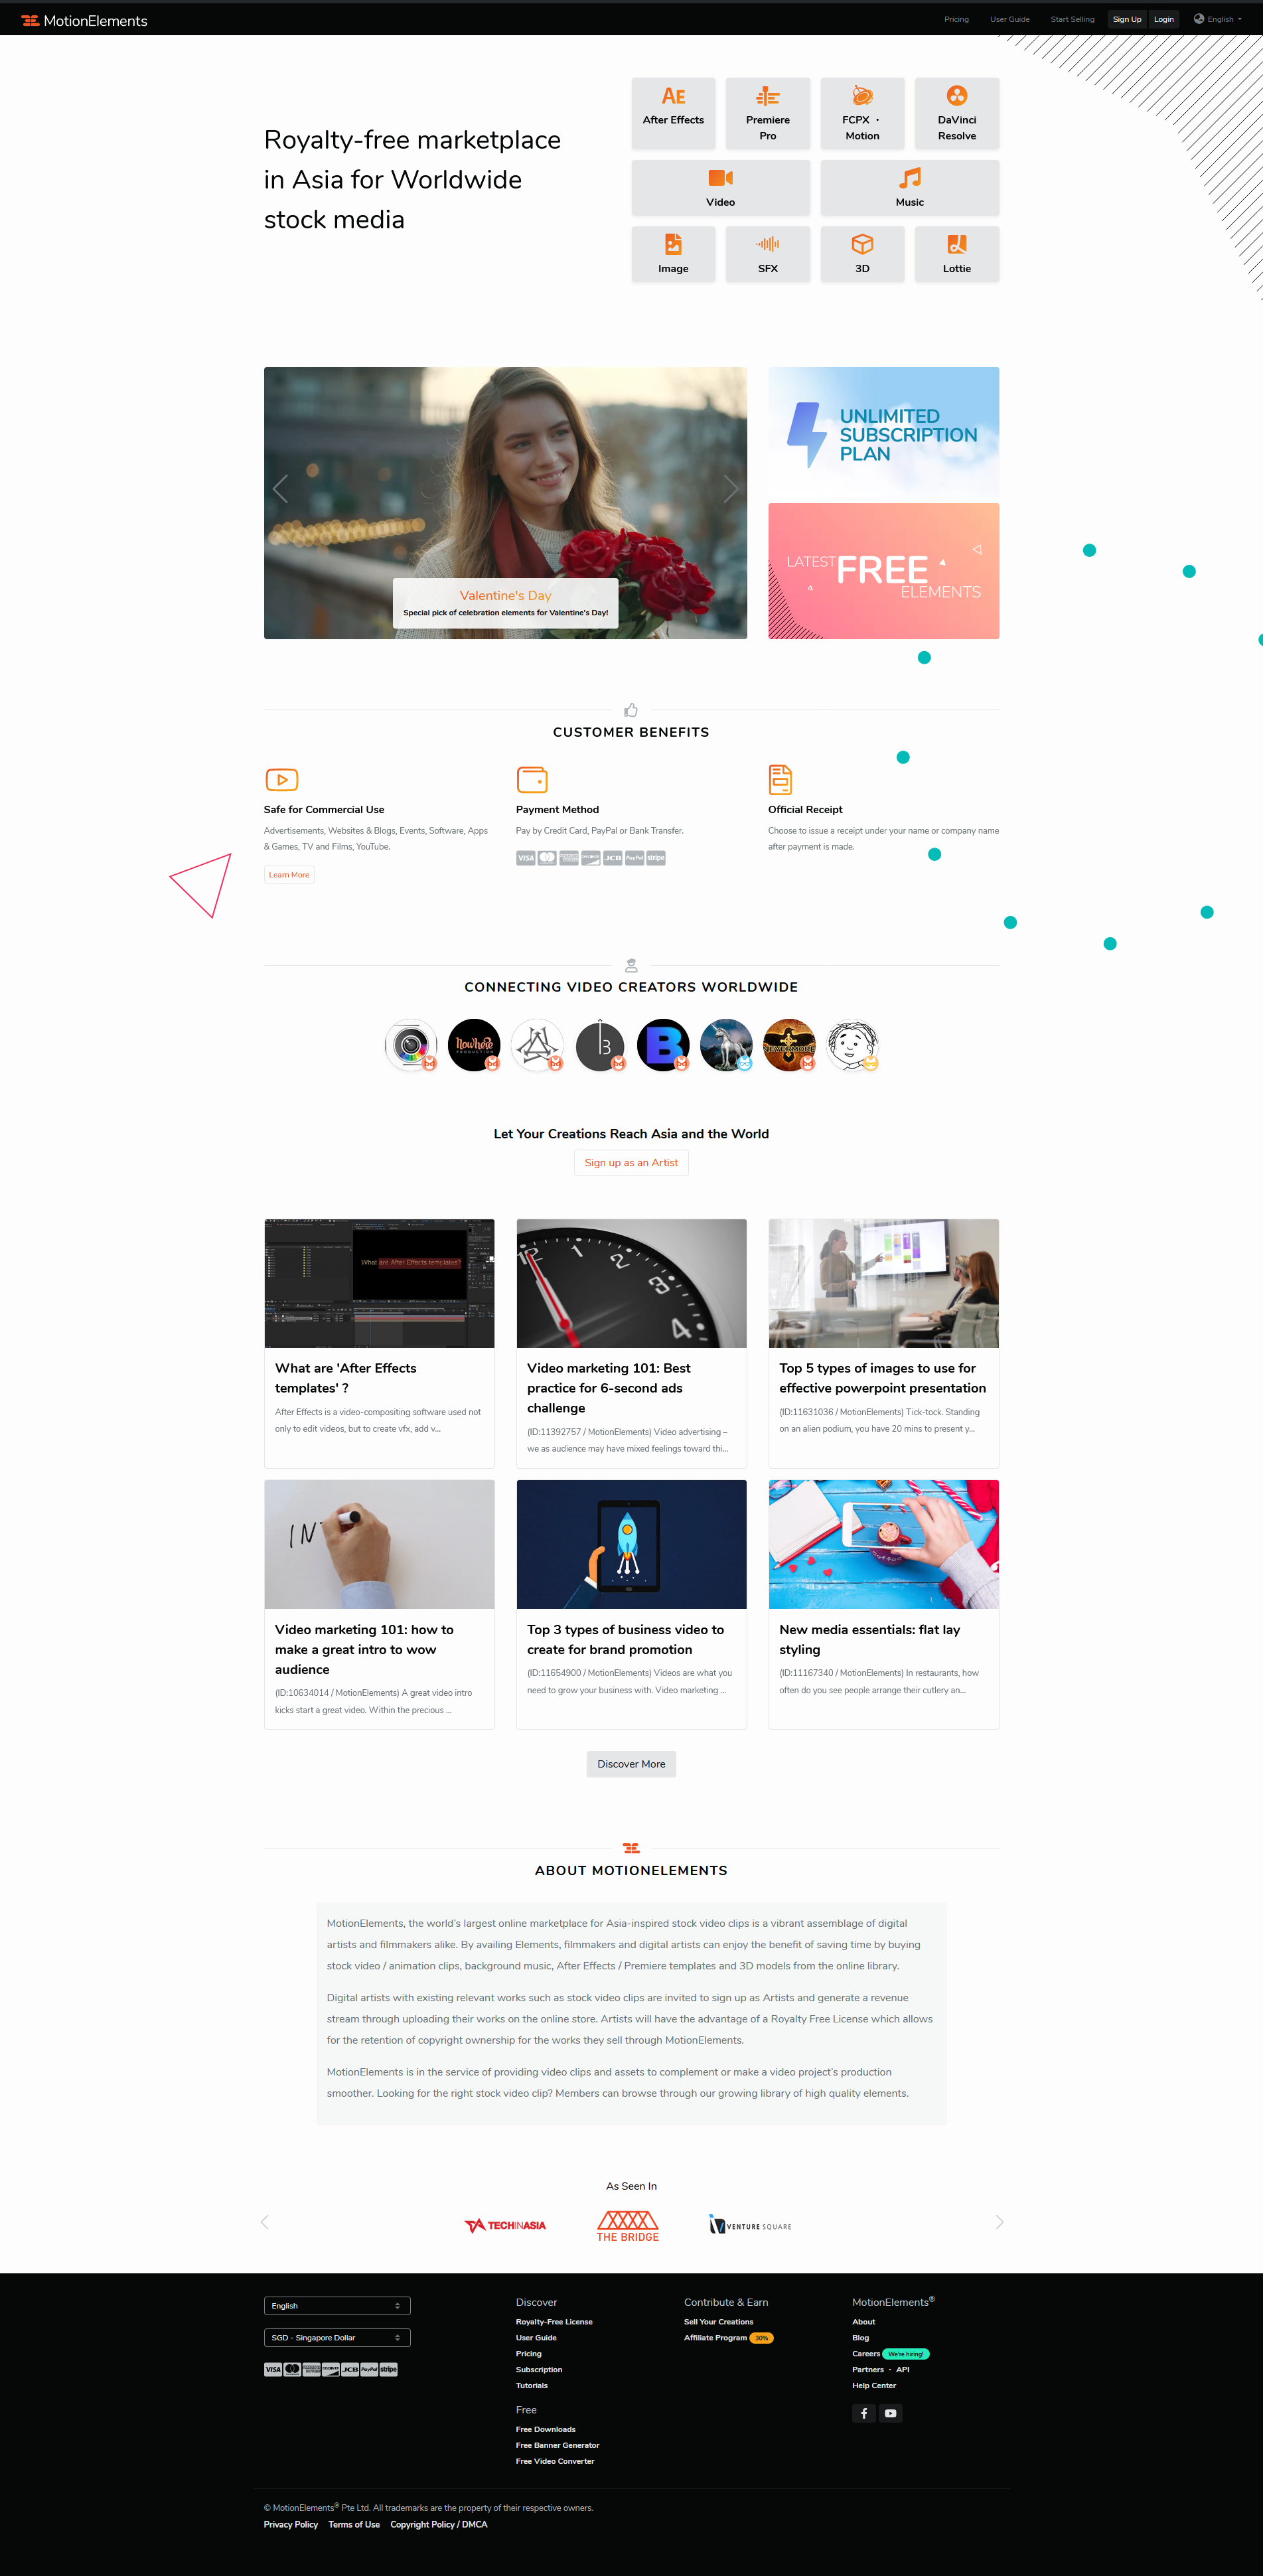 MotionElements
Pricing
User Guide
Start Selling
Sign Up
Login
English
Royalty-free marketplace
in Asia for Worldwide
stock media
AE
After Effects
Premiere
Pro
FCPX ・
Motion
DaVinci
Resolve
Video
Music
Image
SFX
3D
Lottie
Valentine's Day
Special pick of celebration elements for Valentine's Day!
UNLIMITED
SUBSCRIPTION
PLAN
LATEST FREE
ELEMENTS
CUSTOMER BENEFITS
Safe for Commercial Use
Advertisements, Websites & Blogs, Events, Software, Apps
& Games, TV and Films, YouTube.
Learn More
Payment Method
Pay by Credit Card, PayPal or Bank Transfer.
VISA
DISCOVER
JCB
PayPal
stripe
Official Receipt
Choose to issue a receipt under your name or company name
after payment is made.
CONNECTING VIDEO CREATORS WORLDWIDE
Nowhere
PRODUCTION
B
NEVERMORE
Let Your Creations Reach Asia and the World
Sign up as an Artist
What are After Effects templates?
What are 'After Effects
templates' ?
After Effects is a video-compositing software used not
only to edit videos, but to create vfx, add v...
12 1 2 3 4
Video marketing 101: Best
practice for 6-second ads
challenge
(ID:11392757 / MotionElements) Video advertising –
we as audience may have mixed feelings toward thi...
Top 5 types of images to use for
effective powerpoint presentation
(ID:11631036 / MotionElements) Tick-tock. Standing
on an alien podium, you have 20 mins to present y...
INT
Video marketing 101: how to
make a great intro to wow
audience
(ID:10634014 / MotionElements) A great video intro
kicks start a great video. Within the precious ...
Top 3 types of business video to
create for brand promotion
(ID:11654900 / MotionElements) Videos are what you
need to grow your business with. Video marketing ...
New media essentials: flat lay
styling
(ID:11167340 / MotionElements) In restaurants, how
often do you see people arrange their cutlery an...
Discover More
ABOUT MOTIONELEMENTS
MotionElements, the world's largest online marketplace for Asia-inspired stock video clips is a vibrant assemblage of digital
artists and filmmakers alike. By availing Elements, filmmakers and digital artists can enjoy the benefit of saving time by buying
stock video / animation clips, background music, After Effects / Premiere templates and 3D models from the online library.
Digital artists with existing relevant works such as stock video clips are invited to sign up as Artists and generate a revenue
stream through uploading their works on the online store. Artists will have the advantage of a Royalty Free License which allows
for the retention of copyright ownership for the works they sell through MotionElements.
MotionElements is in the service of providing video clips and assets to complement or make a video project's production
smoother. Looking for the right stock video clip? Members can browse through our growing library of high quality elements.
As Seen In
TECHINASIA
THE BRIDGE
VENTURE SQUARE
English
SGD - Singapore Dollar
VISA
DISCOVER
JCB
PayPal
stripe
Discover
Royalty-Free License
User Guide
Pricing
Subscription
Tutorials
Free
Free Downloads
Free Banner Generator
Free Video Converter
Contribute & Earn
Sell Your Creations
Affiliate Program 30%
MotionElements®
About
Blog
Careers We're hiring!
Partners ・ API
Help Center
© MotionElements® Pte Ltd. All trademarks are the property of their respective owners.
Privacy Policy
Terms of Use
Copyright Policy / DMCA